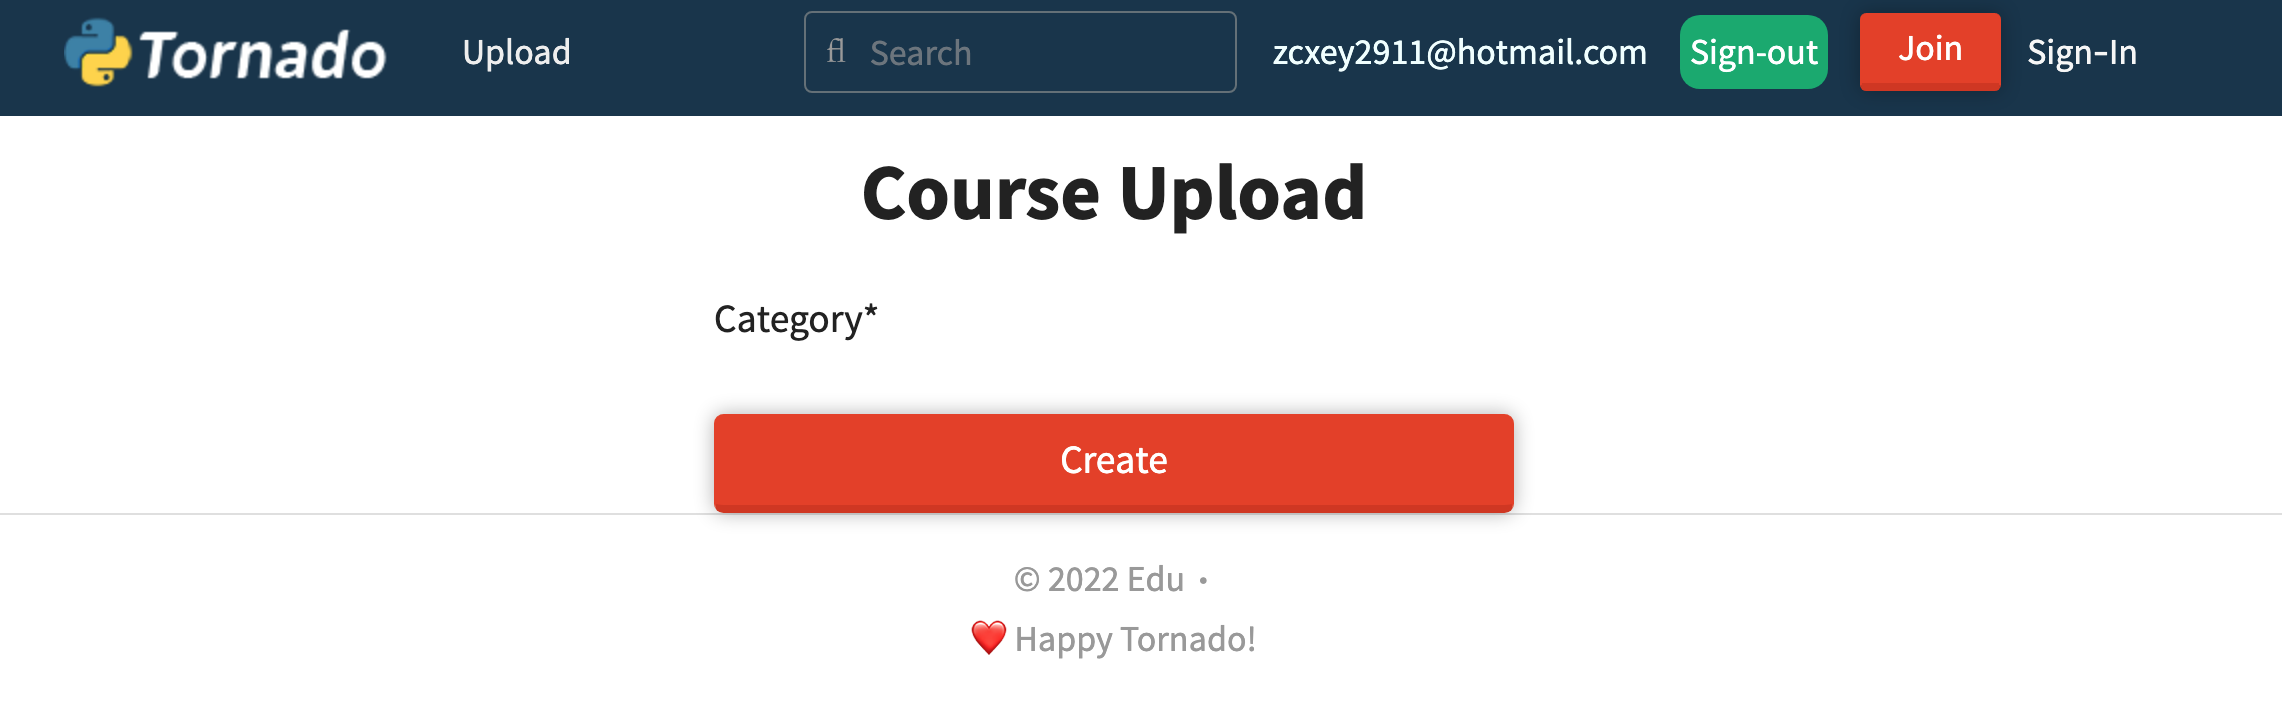 Tornado Upload ﬂ Search zcxey2911@hotmail.com Sign-out Join Sign-In
Course Upload
Category*
Create
© 2022 Edu •
❤️ Happy Tornado!